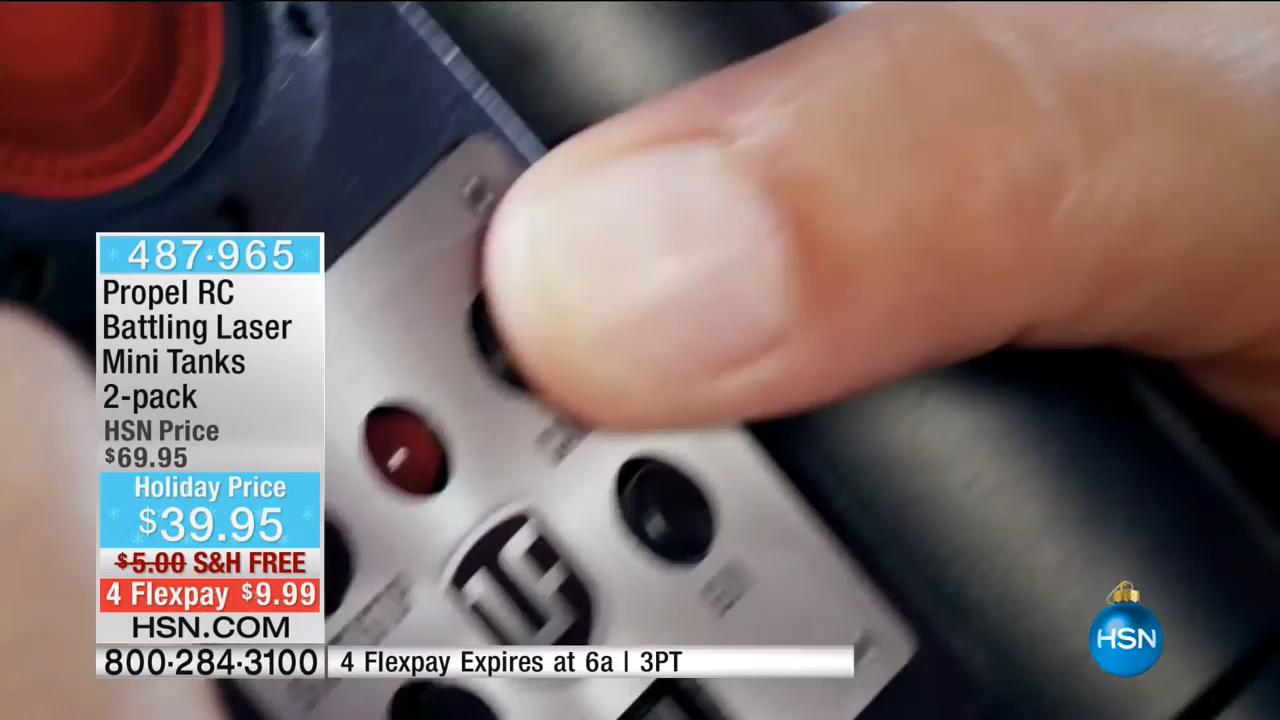 487·965
Propel RC
Battling Laser
Mini Tanks
2-pack
HSN Price
$69.95
Holiday Price
$39.95
$5.00 S&H FREE
4 Flexpay $9.99
HSN.COM
800·284·3100
4 Flexpay Expires at 6a | 3PT
HSN